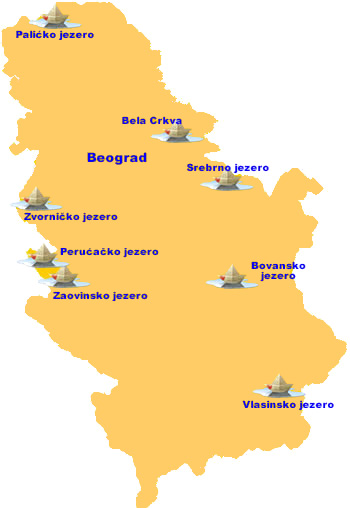 Palićko jezero
Bela Crkva
Beograd
Srebrno jezero
Zvorničko jezero
Perućačko jezero
Bovansko
jezero
Zaovinsko jezero
Vlasinsko jezero